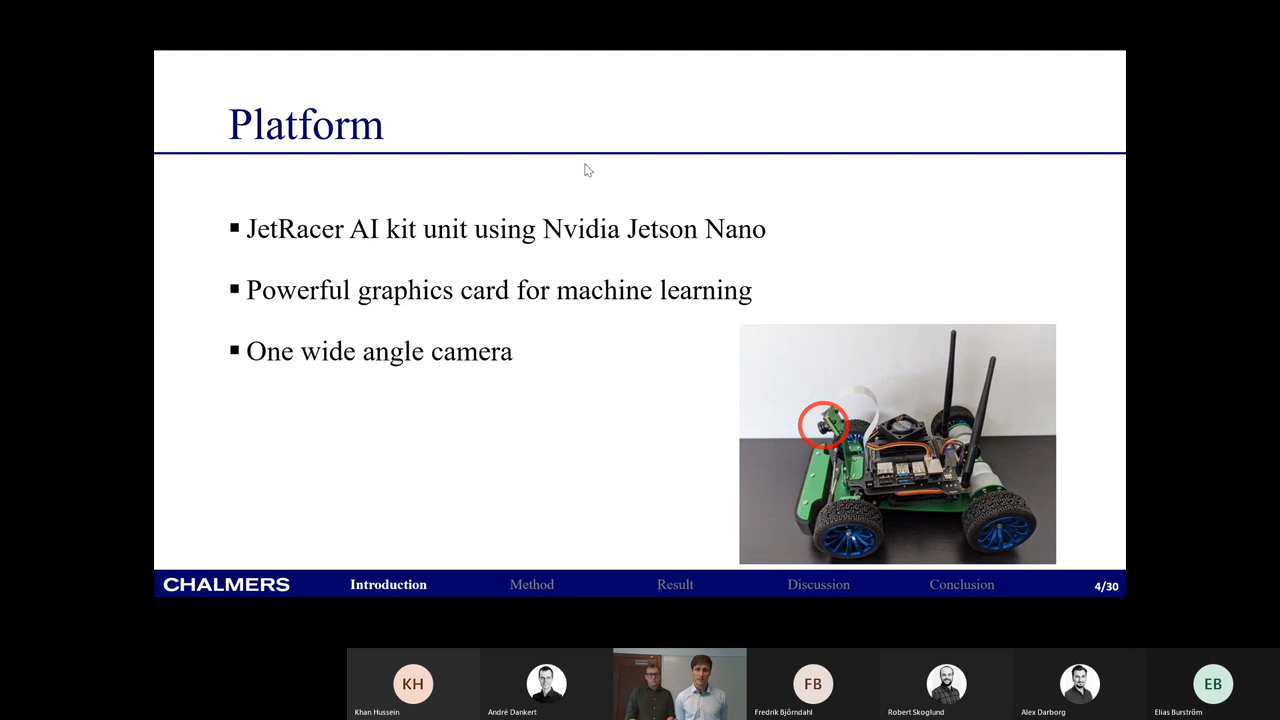 Platform
▪ JetRacer AI kit unit using Nvidia Jetson Nano
▪ Powerful graphics card for machine learning
▪ One wide angle camera
CHALMERS Introduction Method Result Discussion Conclusion 4/30
KH FB EB
Khan Hussein André Dankert Fredrik Björndahl Robert Skoglund Alex Darborg Elias Burström